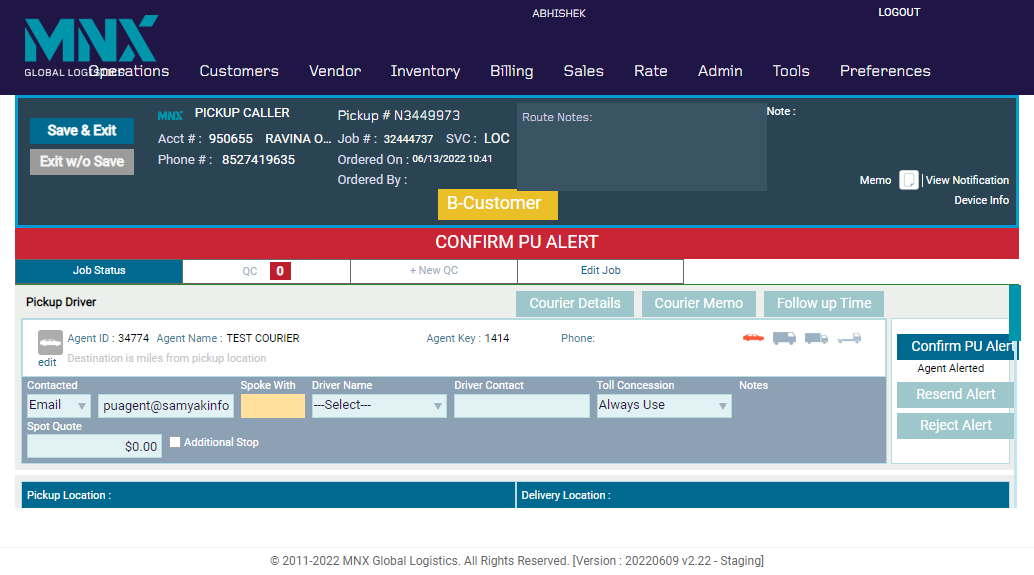 ABHISHEK
LOGOUT
MNX
GLOBAL LOGISTICS
Operations Customers Vendor Inventory Billing Sales Rate Admin Tools Preferences
Save & Exit
Exit w/o Save
MNX PICKUP CALLER
Acct # : 950655 RAVINA O...
Phone # : 8527419635
Pickup # N3449973
Job # : 32444737 SVC : LOC
Ordered On : 06/13/2022 10:41
Ordered By :
B-Customer
Route Notes:
Note :
Memo | View Notification
Device Info
CONFIRM PU ALERT
Job Status QC 0 + New QC Edit Job
Pickup Driver
Courier Details Courier Memo Follow up Time
Agent ID : 34774 Agent Name : TEST COURIER Agent Key : 1414 Phone:
edit Destination is miles from pickup location
Contacted Spoke With Driver Name Driver Contact Toll Concession Notes
Email puagent@samyakinfo ---Select--- Always Use
Spot Quote
$0.00 Additional Stop
Confirm PU Alert
Agent Alerted
Resend Alert
Reject Alert
Pickup Location : Delivery Location :
© 2011-2022 MNX Global Logistics. All Rights Reserved. [Version : 20220609 v2.22 - Staging]